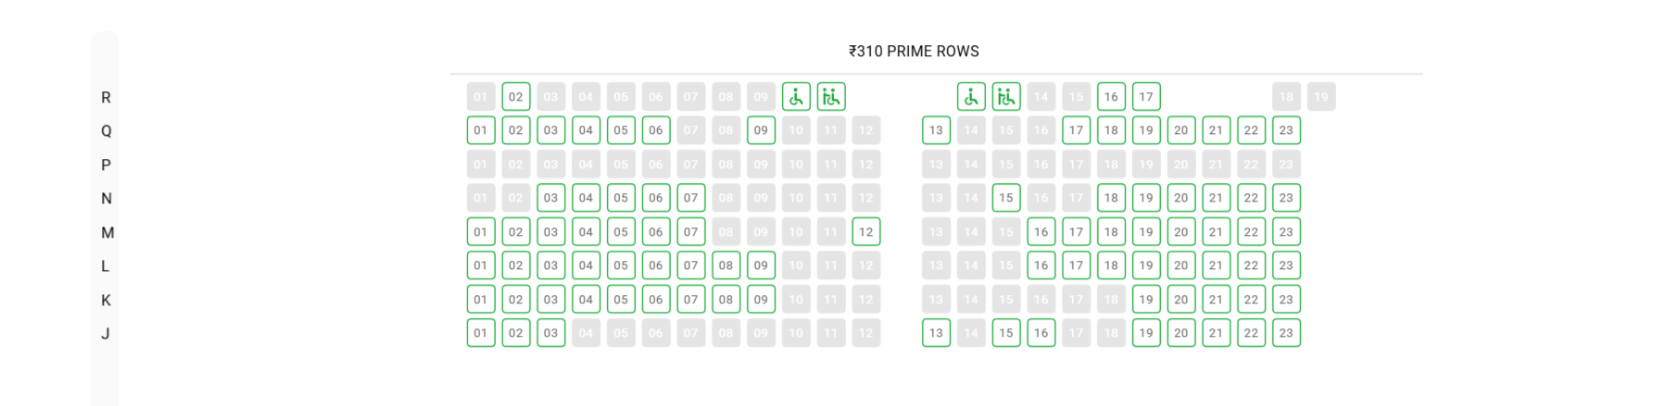 ₹310 PRIME ROWS
R 01 02 03 04 05 06 07 08 09 14 15 16 17 18 19
Q 01 02 03 04 05 06 07 08 09 10 11 12 13 14 15 16 17 18 19 20 21 22 23
P 01 02 03 04 05 06 07 08 09 10 11 12 13 14 15 16 17 18 19 20 21 22 23
N 01 02 03 04 05 06 07 08 09 10 11 12 13 14 15 16 17 18 19 20 21 22 23
M 01 02 03 04 05 06 07 08 09 10 11 12 13 14 15 16 17 18 19 20 21 22 23
L 01 02 03 04 05 06 07 08 09 10 11 12 13 14 15 16 17 18 19 20 21 22 23
K 01 02 03 04 05 06 07 08 09 10 11 12 13 14 15 16 17 18 19 20 21 22 23
J 01 02 03 04 05 06 07 08 09 10 11 12 13 14 15 16 17 18 19 20 21 22 23